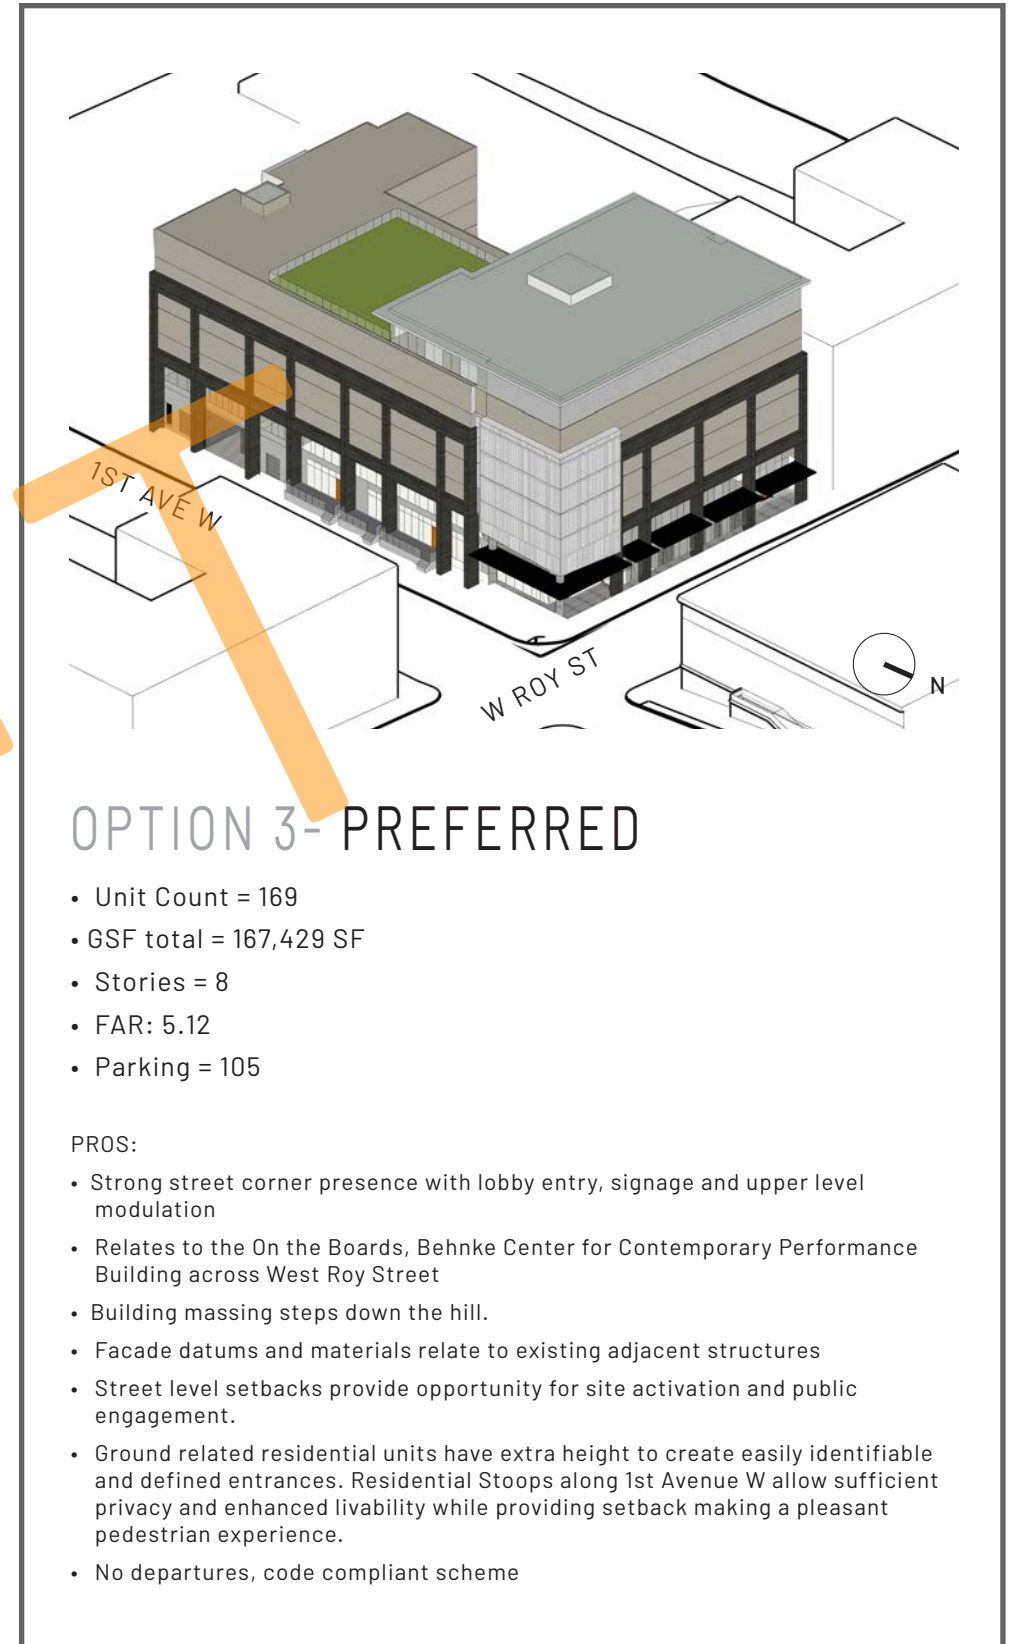 1ST AVE W
W ROY ST
N
OPTION 3- PREFERRED
• Unit Count = 169
• GSF total = 167,429 SF
• Stories = 8
• FAR: 5.12
• Parking = 105
PROS:
• Strong street corner presence with lobby entry, signage and upper level
modulation
• Relates to the On the Boards, Behnke Center for Contemporary Performance
Building across West Roy Street
• Building massing steps down the hill.
• Facade datums and materials relate to existing adjacent structures
• Street level setbacks provide opportunity for site activation and public
engagement.
• Ground related residential units have extra height to create easily identifiable
and defined entrances. Residential Stoops along 1st Avenue W allow sufficient
privacy and enhanced livability while providing setback making a pleasant
pedestrian experience.
• No departures, code compliant scheme